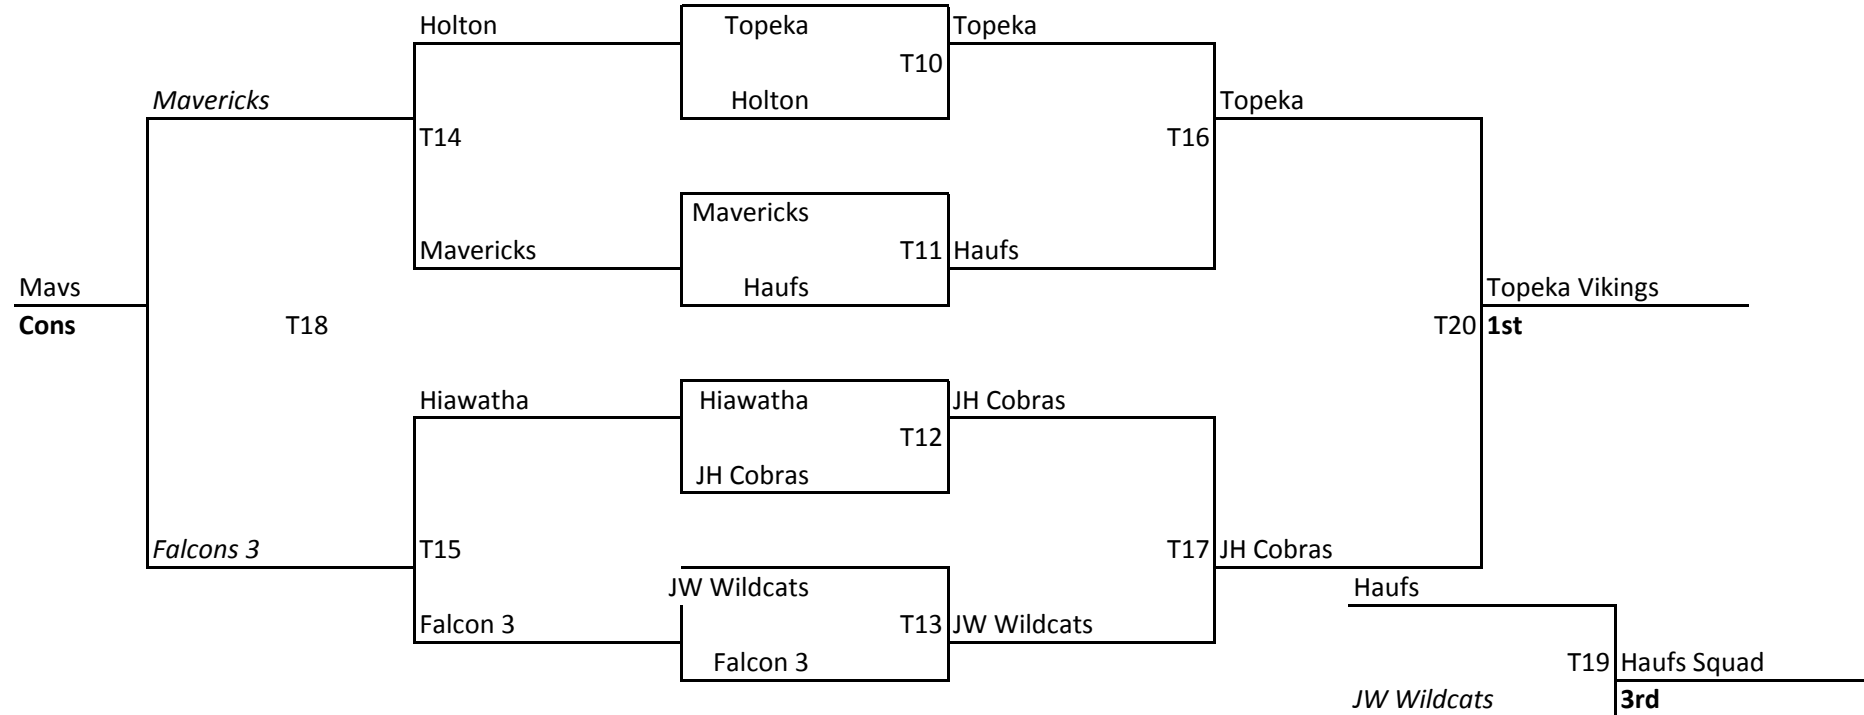 Holton Topeka Topeka
T10
Mavericks Holton Topeka
T14 T16
Mavericks
Mavericks T11 Haufs
Mavs Haufs Topeka Vikings
Cons T18 T20 1st
Hiawatha Hiawatha JH Cobras
T12
JH Cobras
Falcons 3 T15 T17 JH Cobras
JW Wildcats Haufs
Falcon 3 T13 JW Wildcats
Falcon 3 T19 Haufs Squad
JW Wildcats 3rd